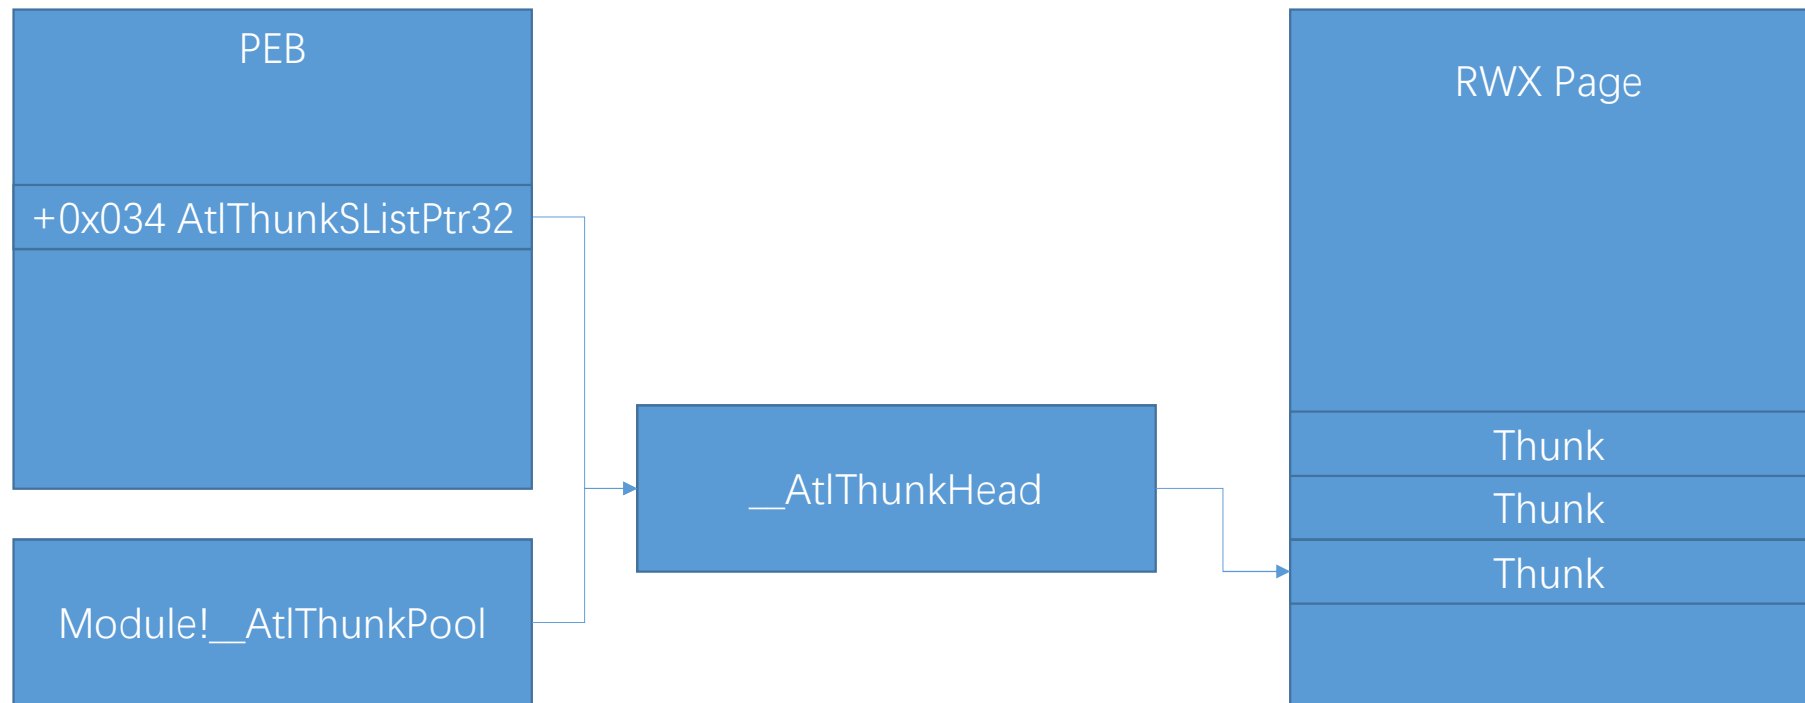 PEB
+0x034 AtlThunkSListPtr32
Module!__AtlThunkPool
__AtlThunkHead
RWX Page
Thunk
Thunk
Thunk